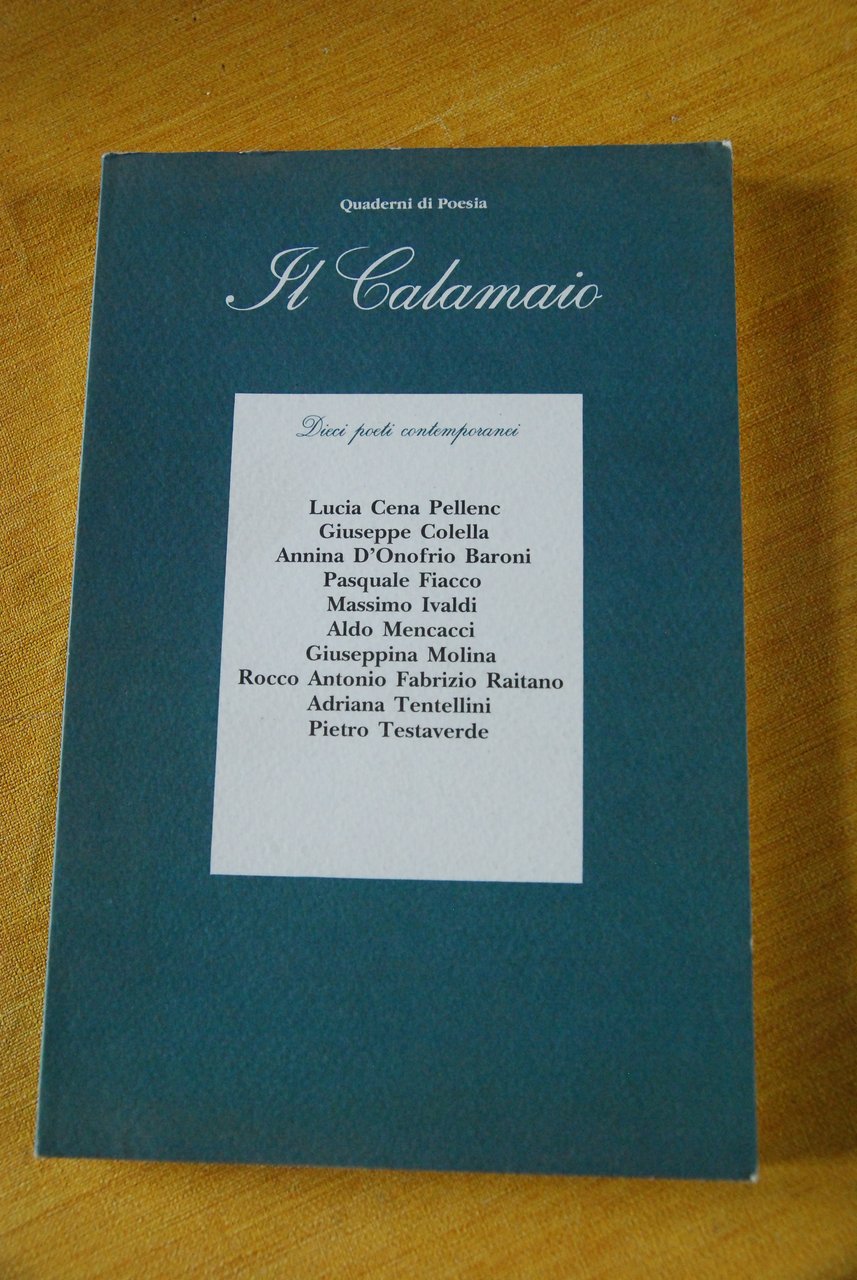 Quaderni di Poesia
Il Calamaio
Dieci poeti contemporanei
Lucia Cena Pellenc
Giuseppe Colella
Annina D'Onofrio Baroni
Pasquale Fiacco
Massimo Ivaldi
Aldo Mencacci
Giuseppina Molina
Rocco Antonio Fabrizio Raitano
Adriana Tentellini
Pietro Testaverde